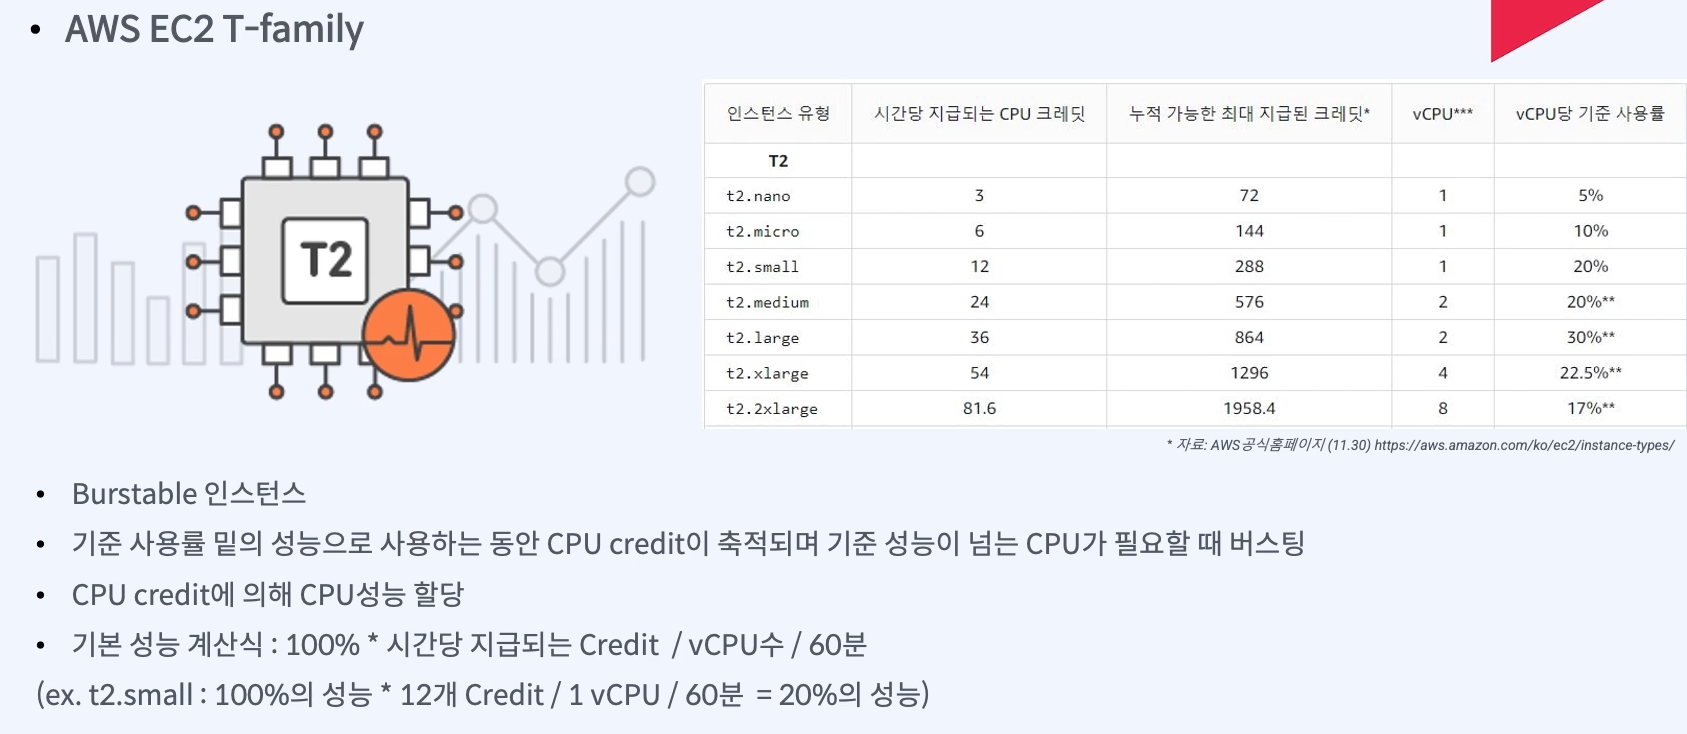 • AWS EC2 T-family
T2
인스턴스 유형 시간당 지급되는 CPU 크레딧 누적 가능한 최대 지급된 크레딧* vCPU*** vCPU당 기준 사용률
T2
t2.nano 3 72 1 5%
t2.micro 6 144 1 10%
t2.small 12 288 1 20%
t2.medium 24 576 2 20%**
t2.large 36 864 2 30%**
t2.xlarge 54 1296 4 22.5%**
t2.2xlarge 81.6 1958.4 8 17%**
* 자료: AWS공식홈페이지 (11.30) https://aws.amazon.com/ko/ec2/instance-types/
• Burstable 인스턴스
• 기준 사용률 밑의 성능으로 사용하는 동안 CPU credit이 축적되며 기준 성능이 넘는 CPU가 필요할 때 버스팅
• CPU credit에 의해 CPU성능 할당
• 기본 성능 계산식 : 100% * 시간당 지급되는 Credit / vCPU수 / 60분
(ex. t2.small : 100%의 성능 * 12개 Credit / 1 vCPU / 60분 = 20%의 성능)